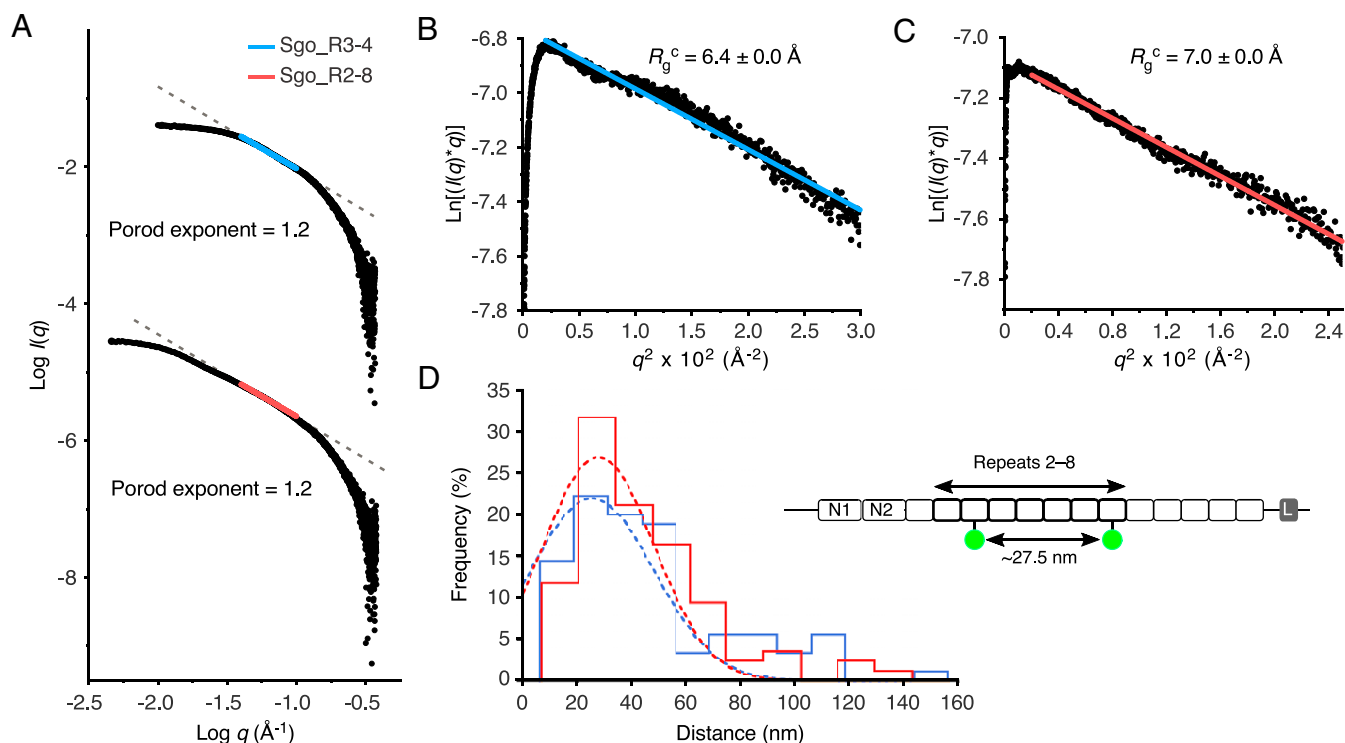 A
Sgo_R3-4
Sgo_R2-8
-2
-4
-6
-8
Log I(q)
Porod exponent = 1.2
Porod exponent = 1.2
-2.5 -2.0 -1.5 -1.0 -0.5
Log q (Å⁻¹)
B
Rgᶜ = 6.4 ± 0.0 Å
-6.8
-7.0
-7.2
-7.4
-7.6
-7.8
Ln[(I(q)*q)]
0 0.5 1.0 1.5 2.0 2.5 3.0
q² x 10² (Å⁻²)
C
Rgᶜ = 7.0 ± 0.0 Å
-7.0
-7.2
-7.4
-7.6
-7.8
Ln[(I(q)*q)]
0 0.6 1.2 2.0 2.4
q² x 10² (Å⁻²)
D
35
30
25
20
15
10
5
0
Frequency (%)
0 20 40 60 80 100 120 140 160
Distance (nm)
Repeats 2–8
N1 N2 L
~27.5 nm